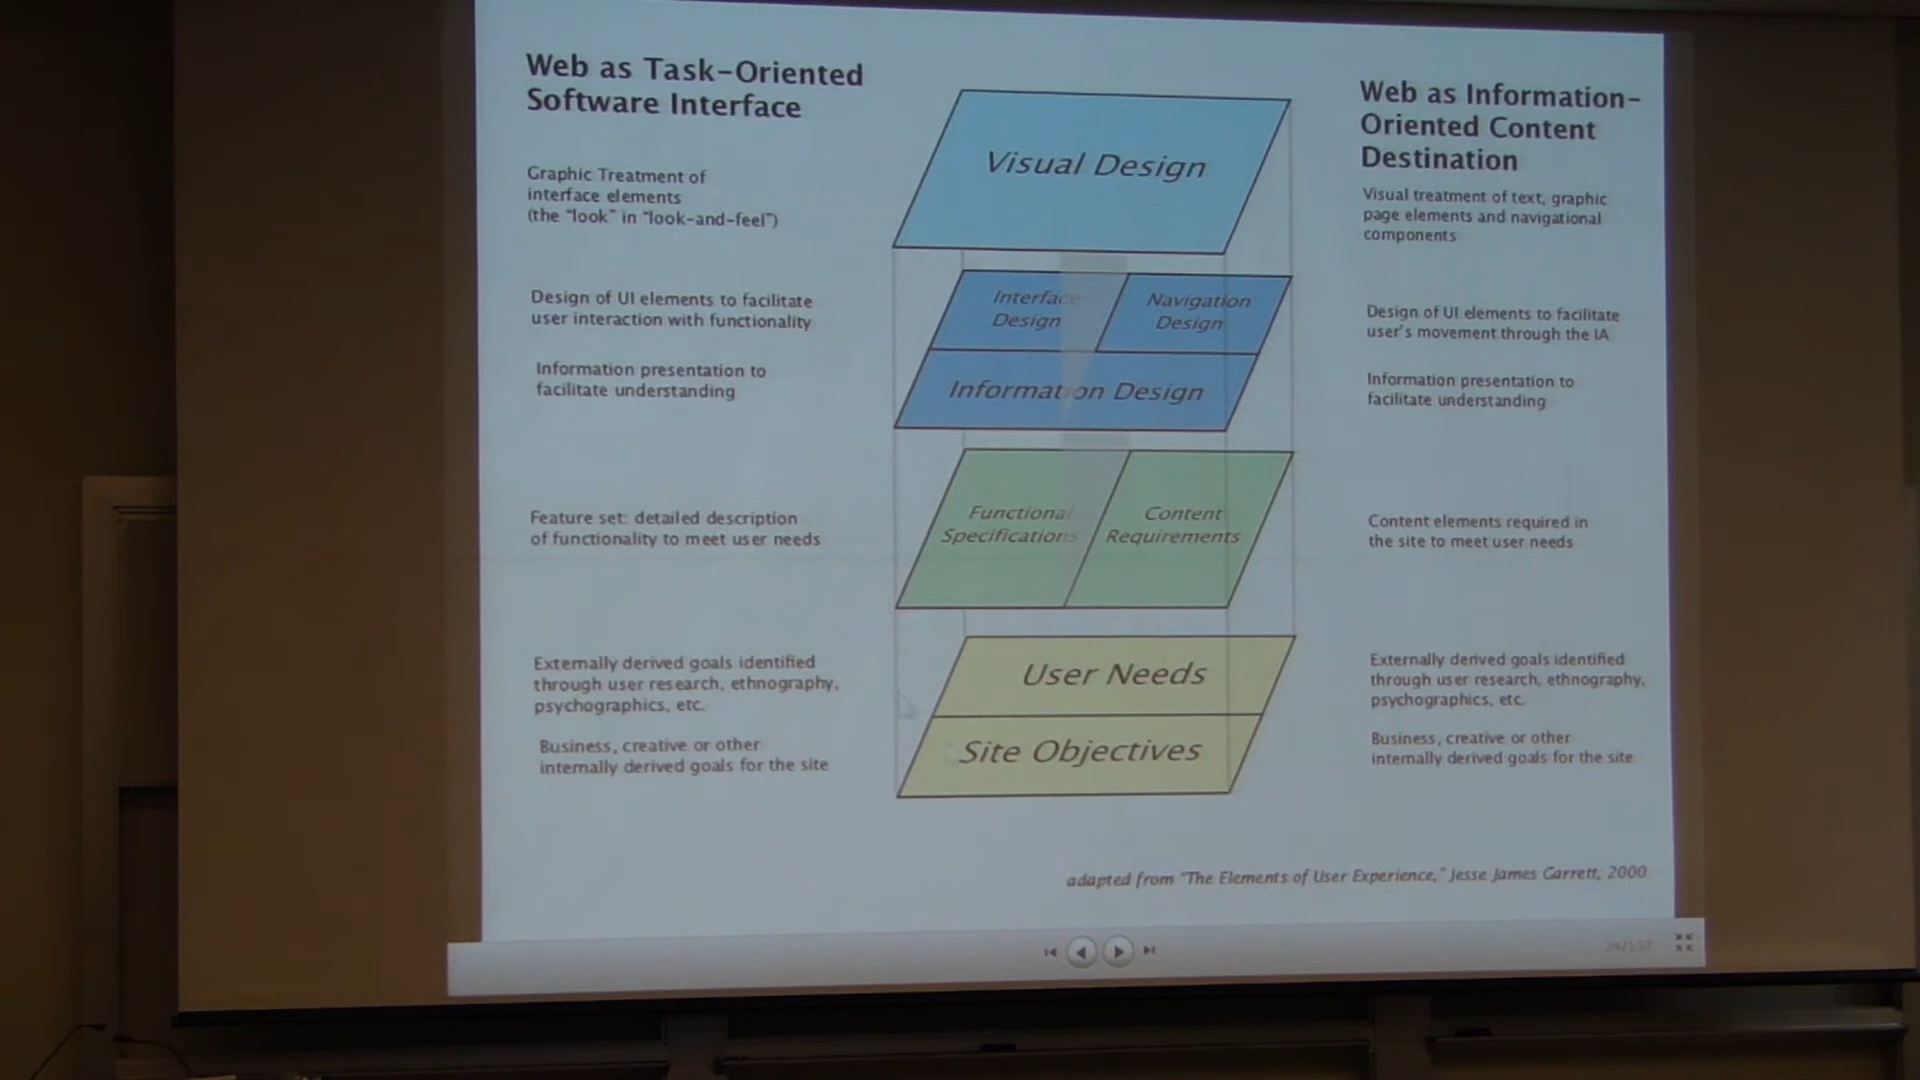 Web as Task-Oriented
Software Interface
Graphic Treatment of
interface elements
(the "look" in "look-and-feel")
Design of UI elements to facilitate
user interaction with functionality
Information presentation to
facilitate understanding
Feature set: detailed description
of functionality to meet user needs
Externally derived goals identified
through user research, ethnography,
psychographics, etc.
Business, creative or other
internally derived goals for the site
Visual Design
Interface
Design
Navigation
Design
Information Design
Functional
Specifications
Content
Requirements
User Needs
Site Objectives
Web as Information-
Oriented Content
Destination
Visual treatment of text, graphic
page elements and navigational
components
Design of UI elements to facilitate
user's movement through the IA
Information presentation to
facilitate understanding
Content elements required in
the site to meet user needs
Externally derived goals identified
through user research, ethnography,
psychographics, etc.
Business, creative or other
internally derived goals for the site
adapted from "The Elements of User Experience," Jesse James Garrett, 2000
24/137